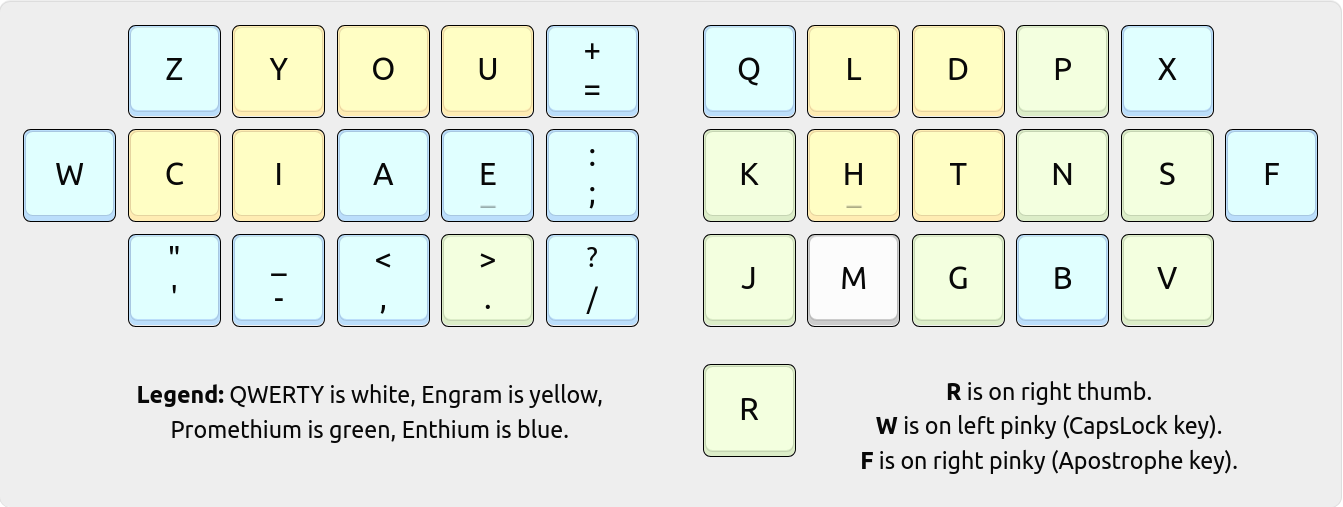 Z Y O U + = Q L D P X
W C I A E : ; K H T N S F
" ' _ - < , > . ? / J M G B V
R
Legend: QWERTY is white, Engram is yellow,
Promethium is green, Enthium is blue.
R is on right thumb.
W is on left pinky (CapsLock key).
F is on right pinky (Apostrophe key).